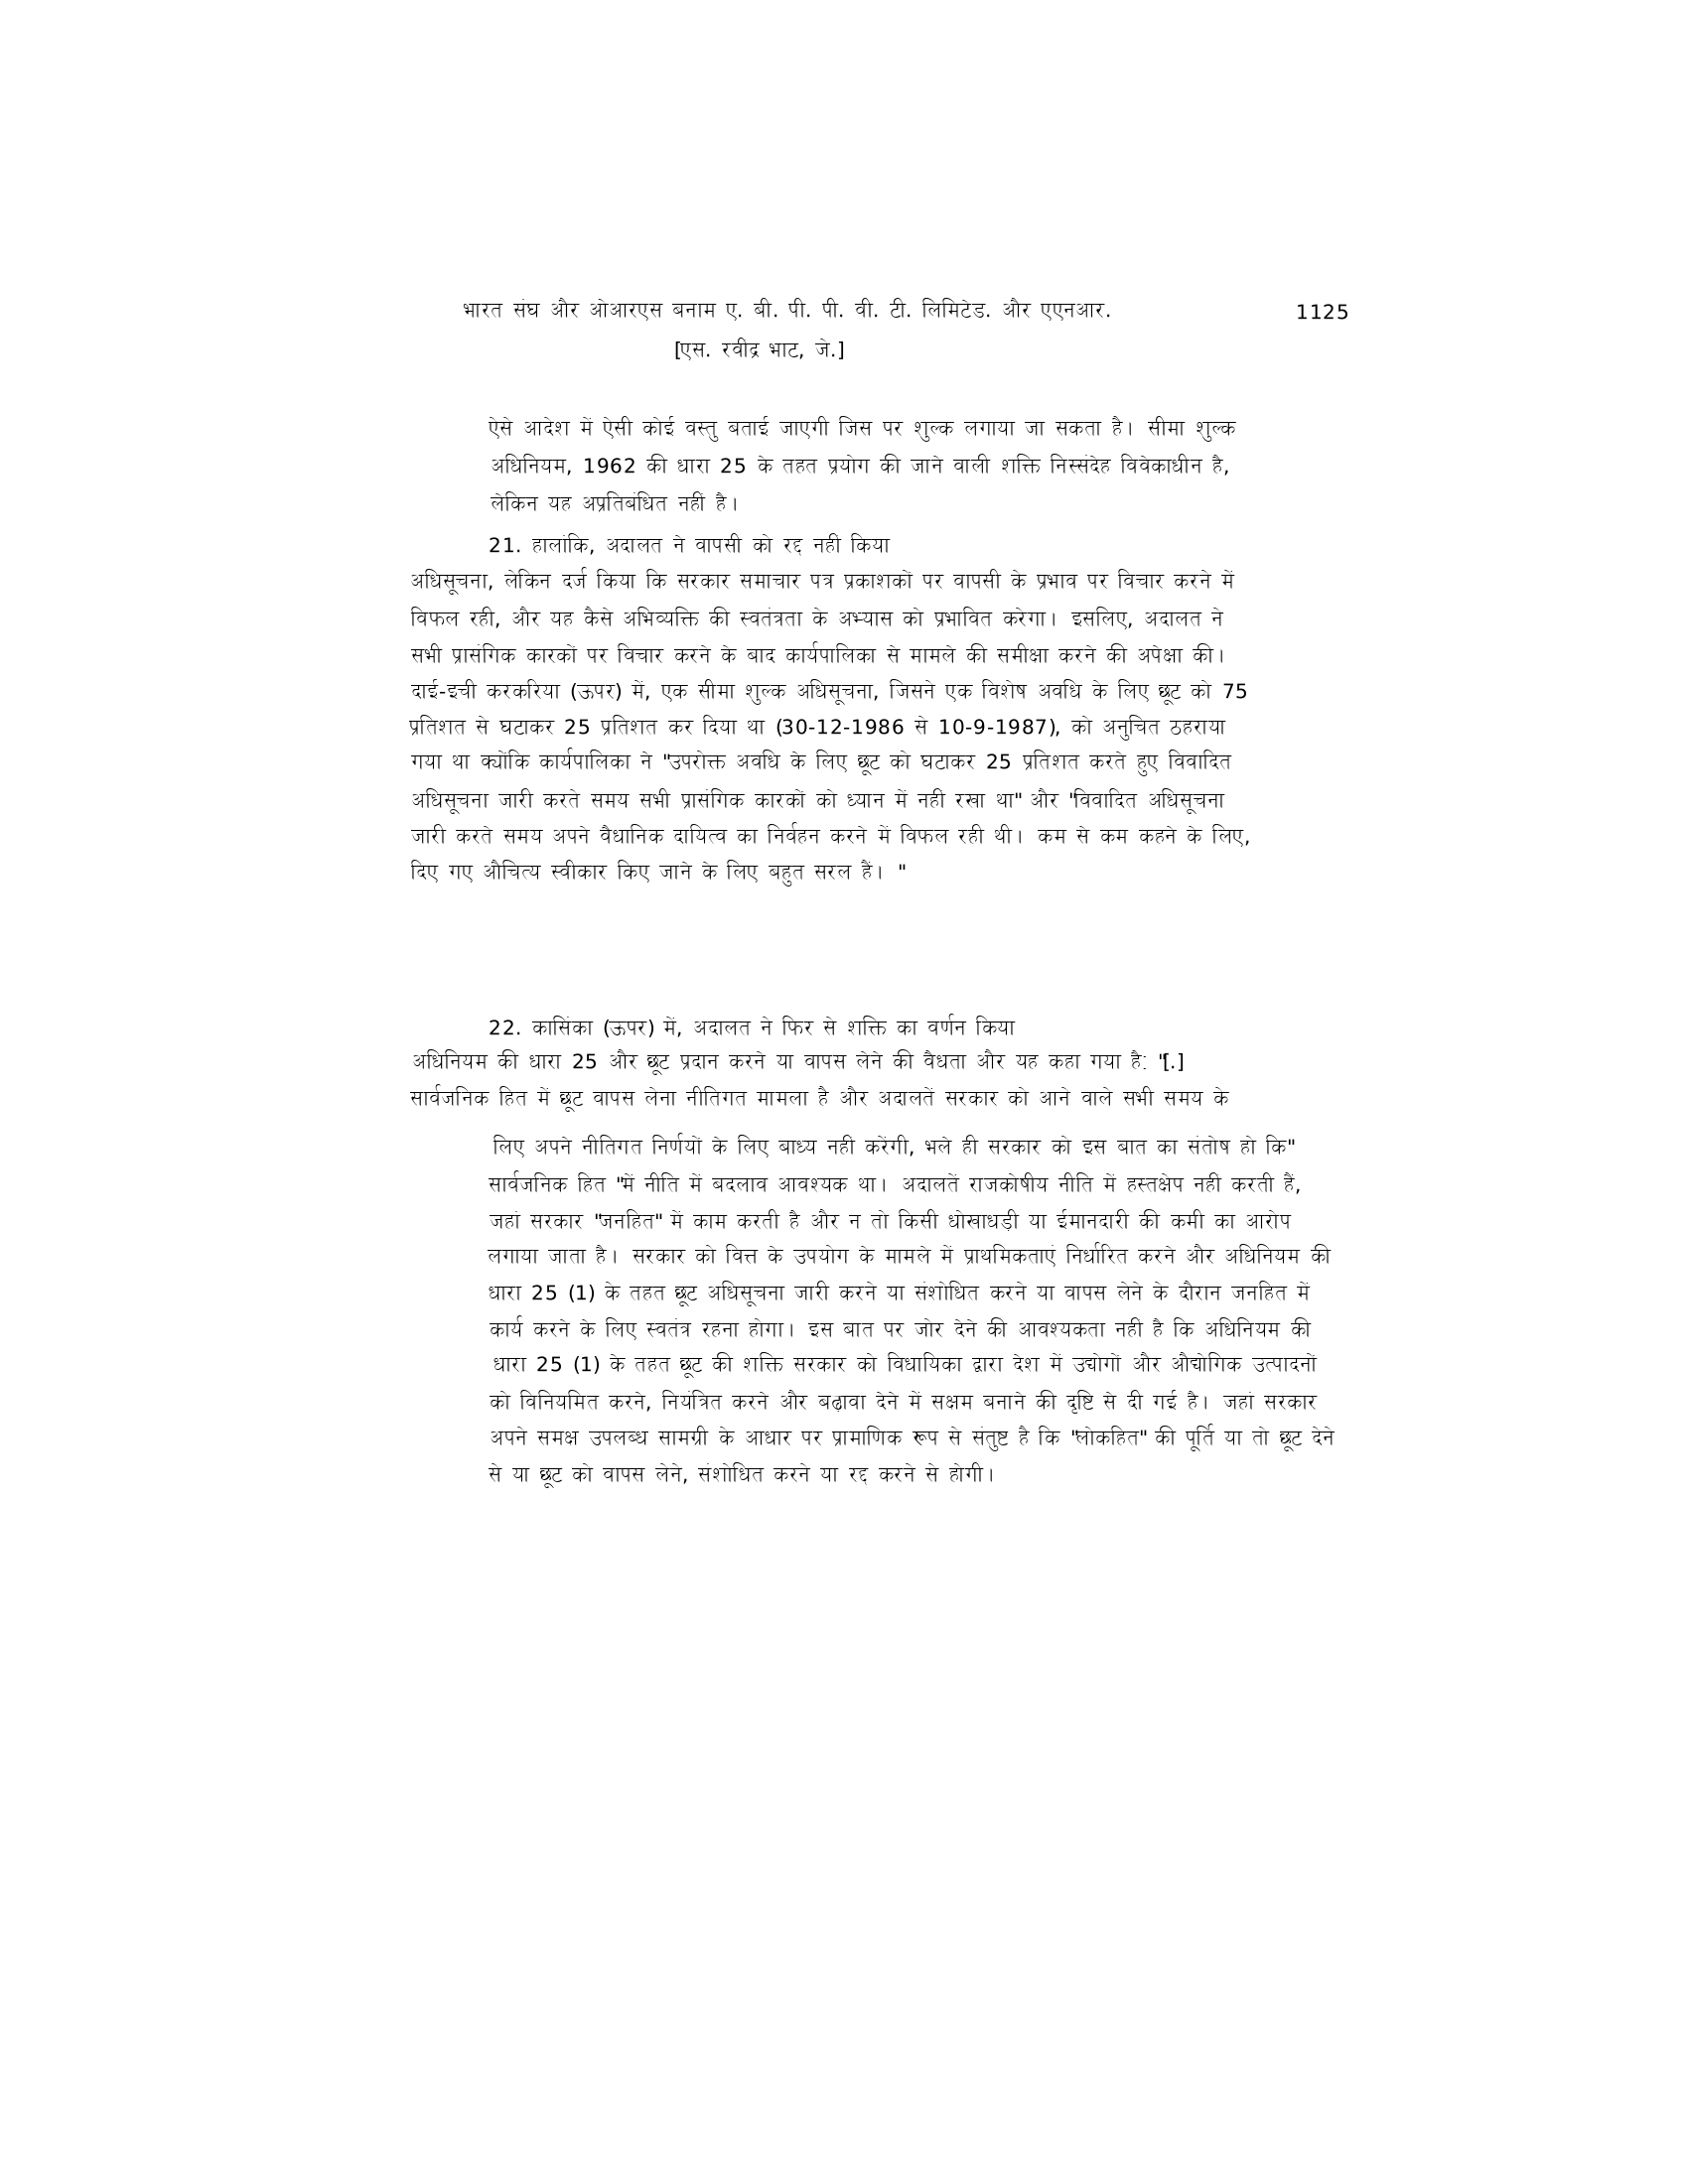 भारत संघ और ओआरएस बनाम ए. बी. पी. पी. वी. टी. लिमिटेड. और एएनआर. 1125
[एस. रवीद्र भाट, जे.]
ऐसे आदेश में ऐसी कोई वस्तु बताई जाएगी जिस पर शुल्क लगाया जा सकता है। सीमा शुल्क
अधिनियम, 1962 की धारा 25 के तहत प्रयोग की जाने वाली शक्ति निस्संदेह विवेकाधीन है,
लेकिन यह अप्रतिबंधित नहीं है।
21. हालांकि, अदालत ने वापसी को रद्द नहीं किया
अधिसूचना, लेकिन दर्ज किया कि सरकार समाचार पत्र प्रकाशकों पर वापसी के प्रभाव पर विचार करने में
विफल रही, और यह कैसे अभिव्यक्ति की स्वतंत्रता के अभ्यास को प्रभावित करेगा। इसलिए, अदालत ने
सभी प्रासंगिक कारकों पर विचार करने के बाद कार्यपालिका से मामले की समीक्षा करने की अपेक्षा की।
दाई-इची करकरिया (ऊपर) में, एक सीमा शुल्क अधिसूचना, जिसने एक विशेष अवधि के लिए छूट को 75
प्रतिशत से घटाकर 25 प्रतिशत कर दिया था (30-12-1986 से 10-9-1987), को अनुचित ठहराया
गया था क्योंकि कार्यपालिका ने "उपरोक्त अवधि के लिए छूट को घटाकर 25 प्रतिशत करते हुए विवादित
अधिसूचना जारी करते समय सभी प्रासंगिक कारकों को ध्यान में नहीं रखा था" और "विवादित अधिसूचना
जारी करते समय अपने वैधानिक दायित्व का निर्वहन करने में विफल रही थी। कम से कम कहने के लिए,
दिए गए औचित्य स्वीकार किए जाने के लिए बहुत सरल हैं। "
22. कासिंका (ऊपर) में, अदालत ने फिर से शक्ति का वर्णन किया
अधिनियम की धारा 25 और छूट प्रदान करने या वापस लेने की वैधता और यह कहा गया है: "[.]
सार्वजनिक हित में छूट वापस लेना नीतिगत मामला है और अदालतें सरकार को आने वाले सभी समय के
लिए अपने नीतिगत निर्णयों के लिए बाध्य नहीं करेंगी, भले ही सरकार को इस बात का संतोष हो कि"
सार्वजनिक हित "में नीति में बदलाव आवश्यक था। अदालतें राजकोषीय नीति में हस्तक्षेप नहीं करती हैं,
जहां सरकार "जनहित" में काम करती है और न तो किसी धोखाधड़ी या ईमानदारी की कमी का आरोप
लगाया जाता है। सरकार को वित्त के उपयोग के मामले में प्राथमिकताएं निर्धारित करने और अधिनियम की
धारा 25 (1) के तहत छूट अधिसूचना जारी करने या संशोधित करने या वापस लेने के दौरान जनहित में
कार्य करने के लिए स्वतंत्र रहना होगा। इस बात पर जोर देने की आवश्यकता नहीं है कि अधिनियम की
धारा 25 (1) के तहत छूट की शक्ति सरकार को विधायिका द्वारा देश में उद्योगों और औद्योगिक उत्पादनों
को विनियमित करने, नियंत्रित करने और बढ़ावा देने में सक्षम बनाने की दृष्टि से दी गई है। जहां सरकार
अपने समक्ष उपलब्ध सामग्री के आधार पर प्रामाणिक रूप से संतुष्ट है कि "लोकहित" की पूर्ति या तो छूट देने
से या छूट को वापस लेने, संशोधित करने या रद्द करने से होगी।